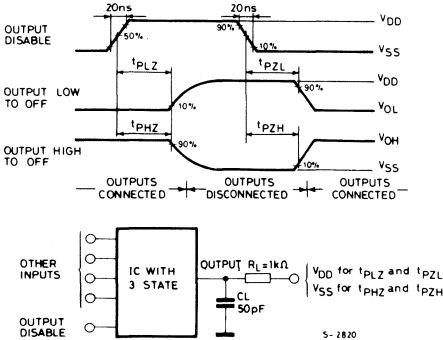 20ns 20ns
OUTPUT DISABLE 50% 90% 10% VDD VSS
tPLZ tPZL
OUTPUT LOW TO OFF 10% 90% VDD VOL
tPHZ tPZH
OUTPUT HIGH TO OFF 90% 10% VOH VSS
OUTPUTS CONNECTED OUTPUTS DISCONNECTED OUTPUTS CONNECTED
OTHER INPUTS
IC WITH 3 STATE
OUTPUT RL=1kΩ
CL 50pF
VDD for tPLZ and tPZL
VSS for tPHZ and tPZH
OUTPUT DISABLE
S-2820